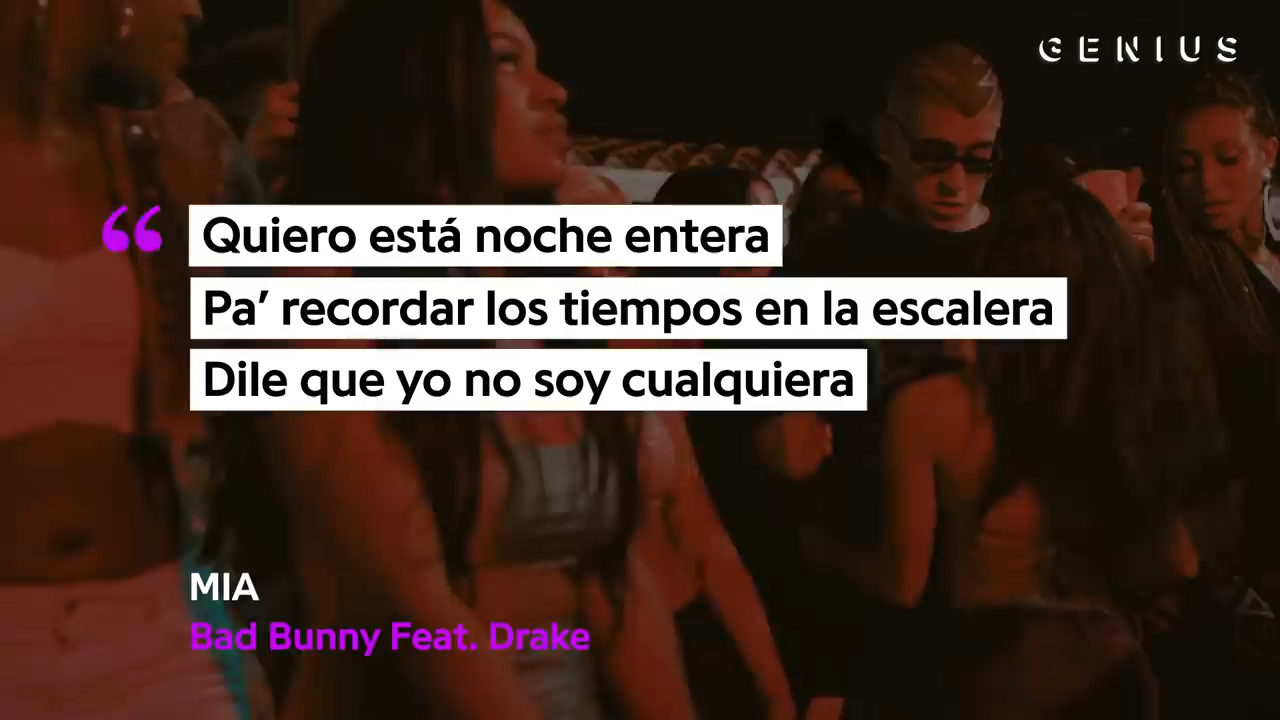 GENIUS
“
Quiero está noche entera
Pa’ recordar los tiempos en la escalera
Dile que yo no soy cualquiera
MIA
Bad Bunny Feat. Drake